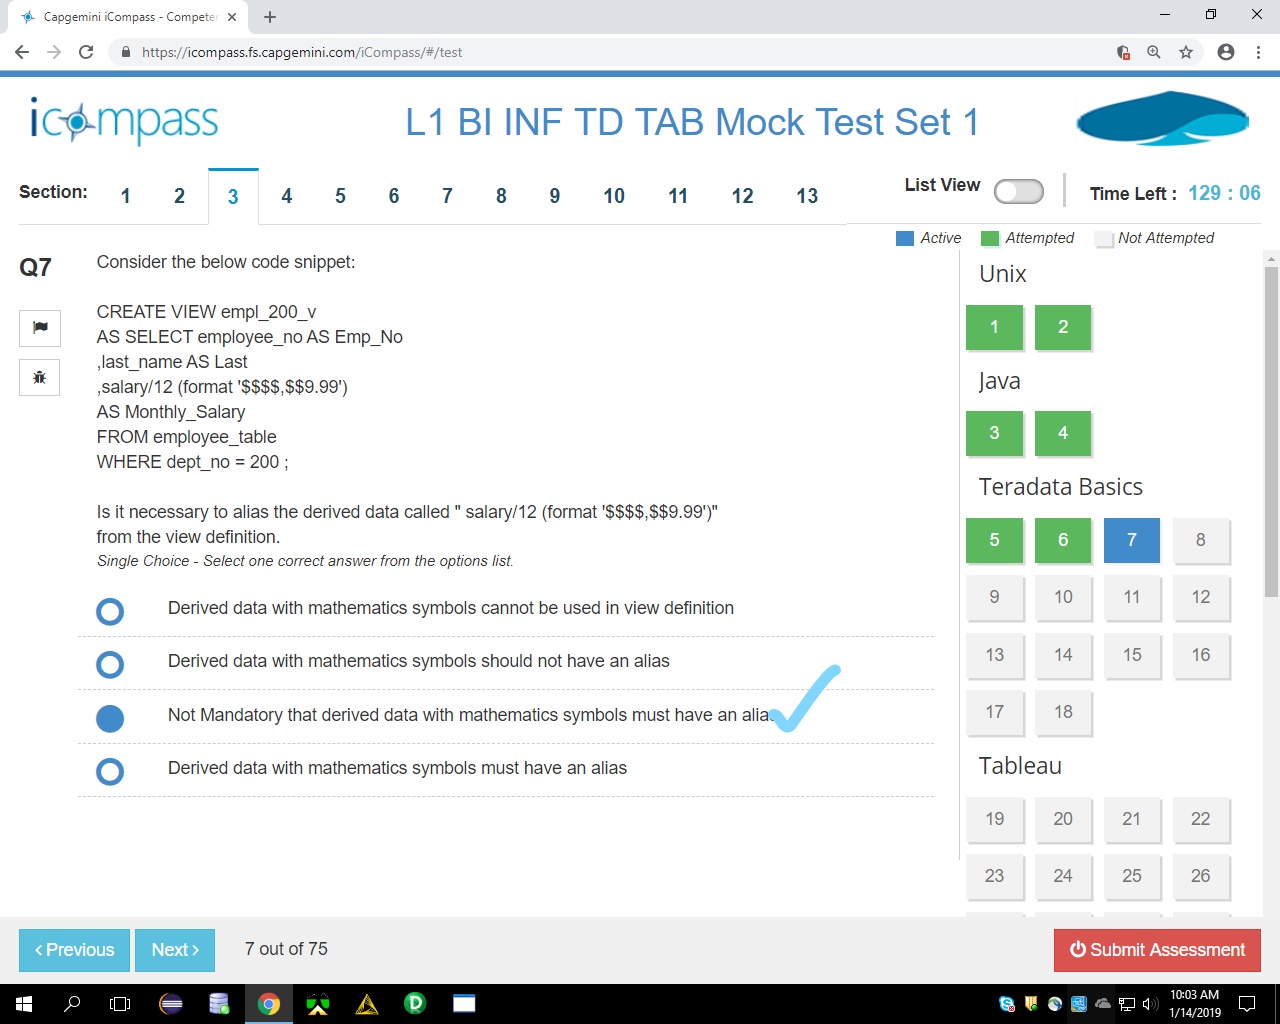 Capgemini iCompass - Competen
https://icompass.fs.capgemini.com/iCompass/#/test
icompass
L1 BI INF TD TAB Mock Test Set 1
Section: 1 2 3 4 5 6 7 8 9 10 11 12 13
List View
Time Left : 129 : 06
Active Attempted Not Attempted
Q7
Consider the below code snippet:
CREATE VIEW empl_200_v
AS SELECT employee_no AS Emp_No
,last_name AS Last
,salary/12 (format '$$$$,$$9.99')
AS Monthly_Salary
FROM employee_table
WHERE dept_no = 200 ;
Is it necessary to alias the derived data called " salary/12 (format '$$$$,$$9.99')"
from the view definition.
Single Choice - Select one correct answer from the options list.
Derived data with mathematics symbols cannot be used in view definition
Derived data with mathematics symbols should not have an alias
Not Mandatory that derived data with mathematics symbols must have an alias
Derived data with mathematics symbols must have an alias
Unix
1 2
Java
3 4
Teradata Basics
5 6 7 8
9 10 11 12
13 14 15 16
17 18
Tableau
19 20 21 22
23 24 25 26
Previous
Next
7 out of 75
Submit Assessment
10:03 AM
1/14/2019